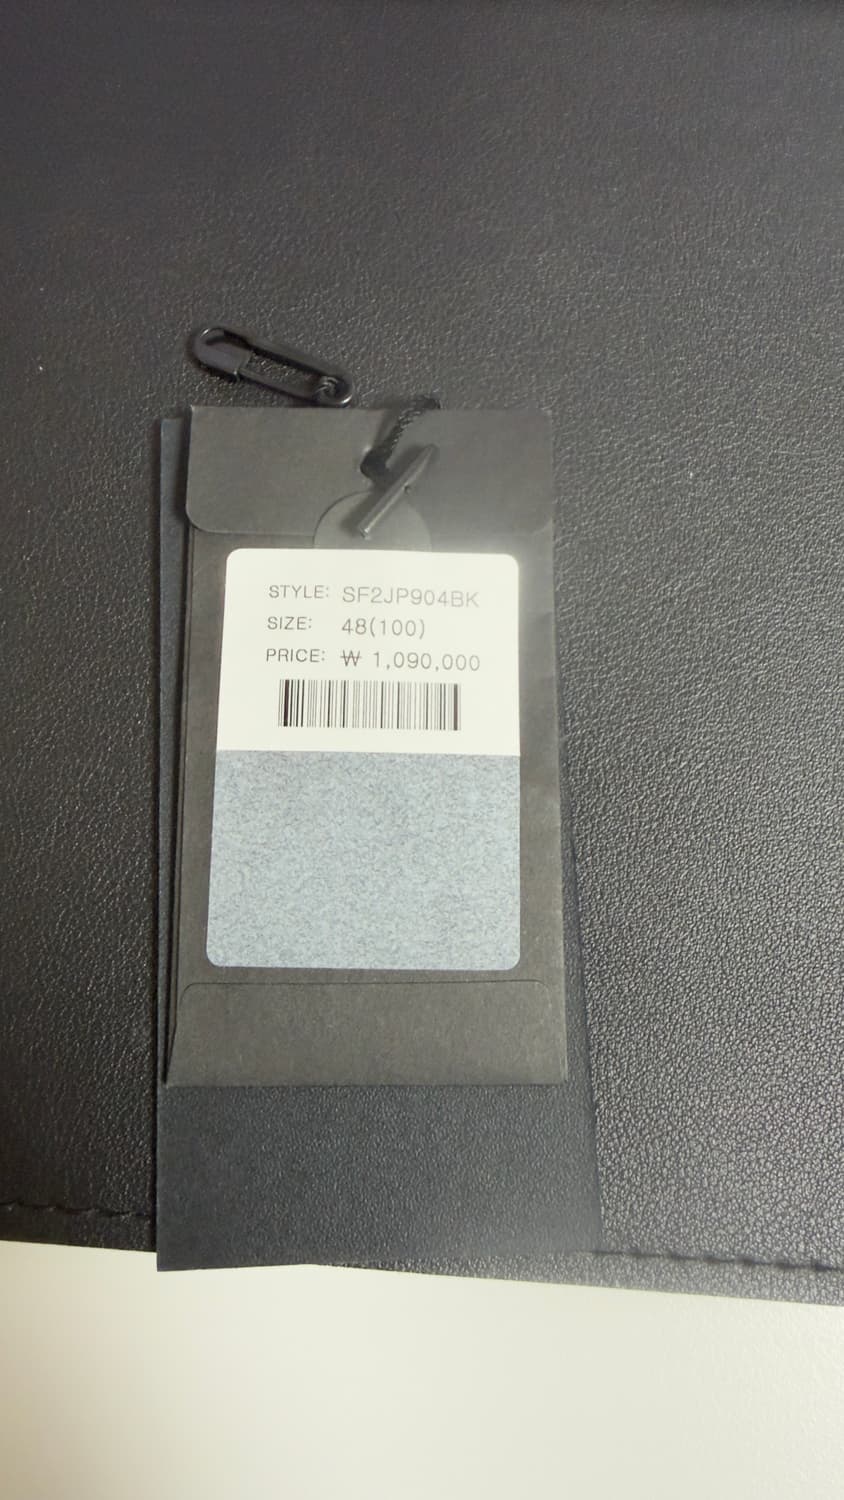 STYLE: SF2JP904BK
SIZE: 48(100)
PRICE: ₩ 1,090,000